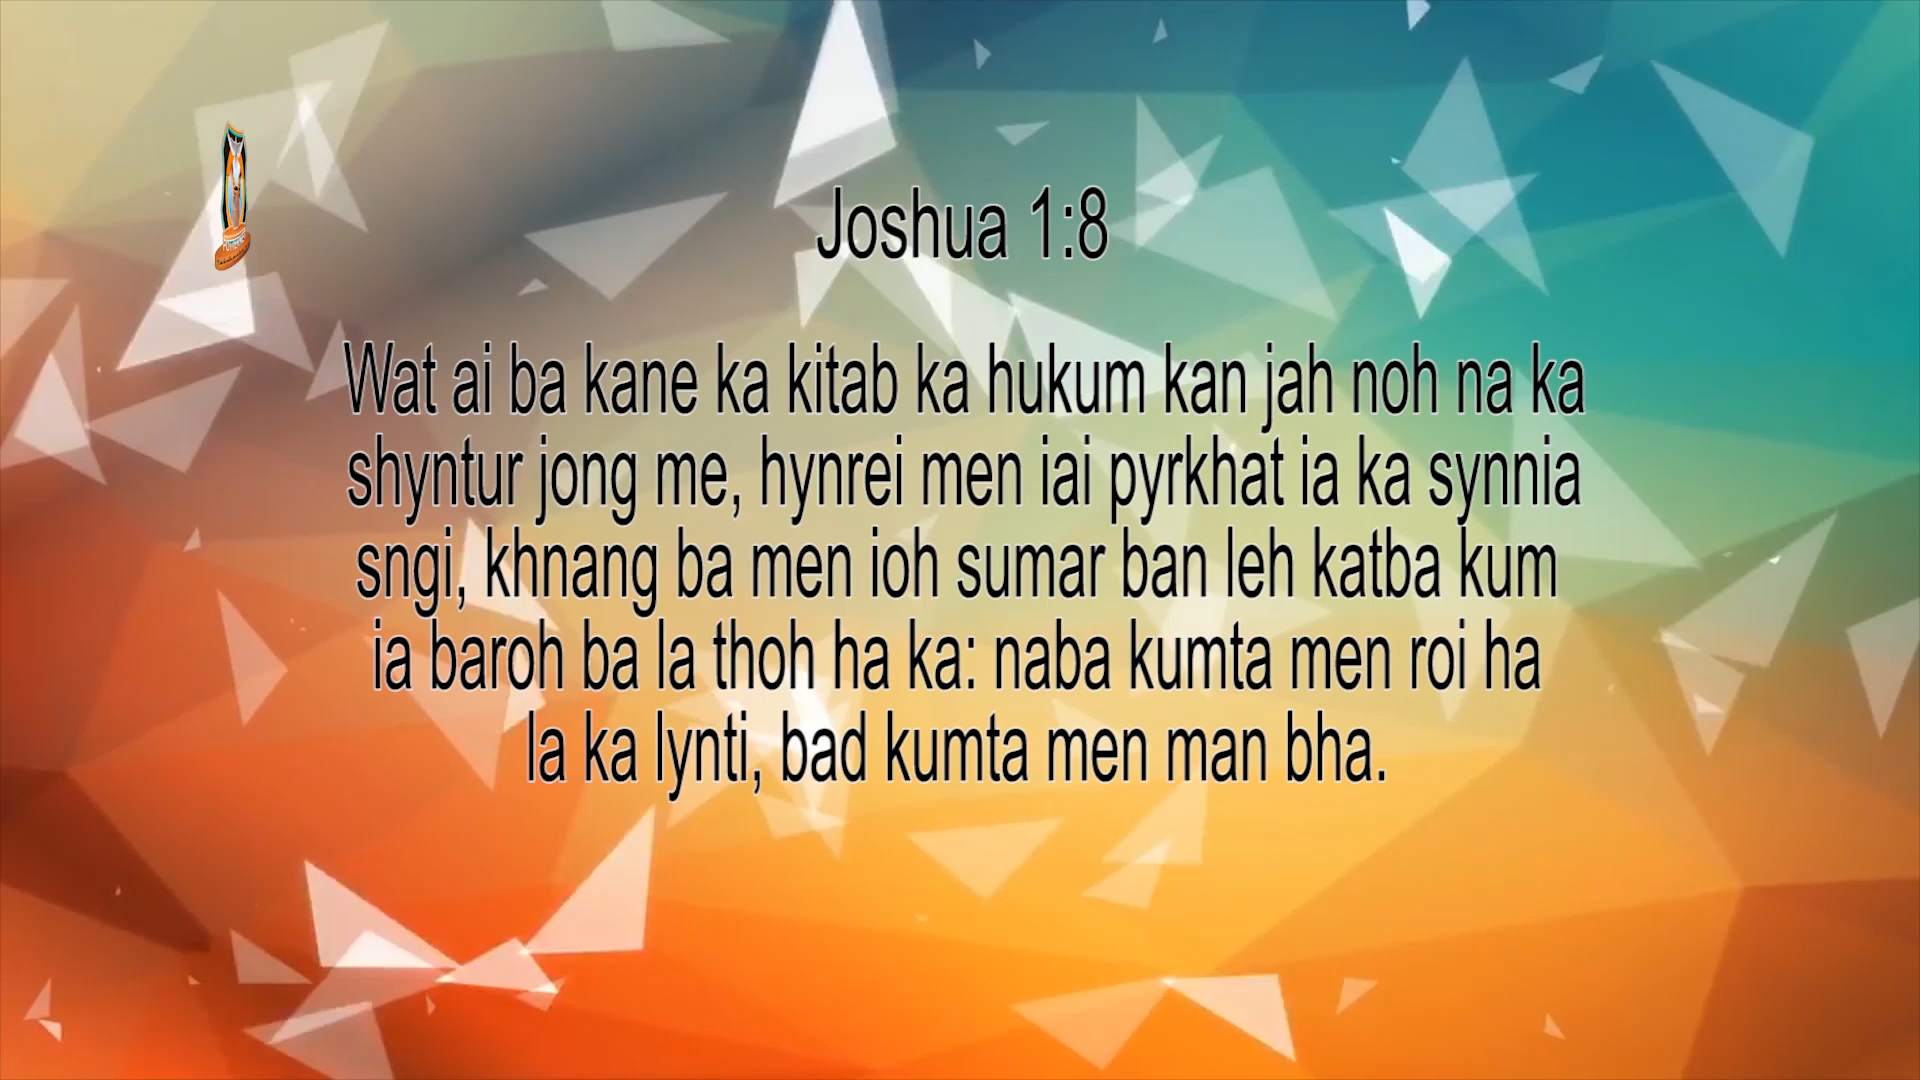 Joshua 1:8
Wat ai ba kane ka kitab ka hukum kan jah noh na ka
shyntur jong me, hynrei men iai pyrkhat ia ka synnia
sngi, khnang ba men ioh sumar ban leh katba kum
ia baroh ba la thoh ha ka: naba kumta men roi ha
la ka lynti, bad kumta men man bha.